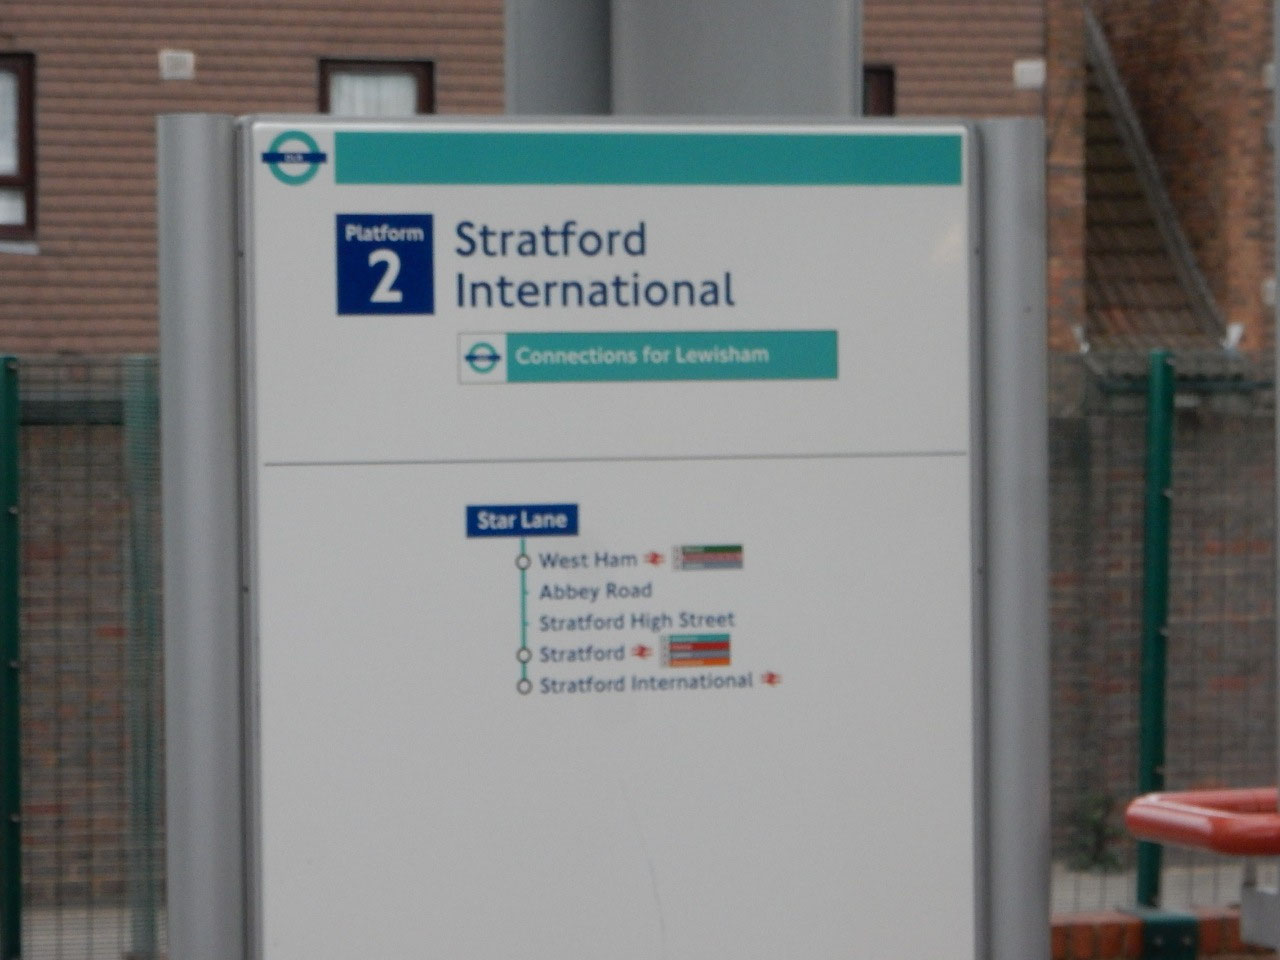 DLR
Platform
2
Stratford
International
Connections for Lewisham
Star Lane
West Ham
Abbey Road
Stratford High Street
Stratford
Stratford International